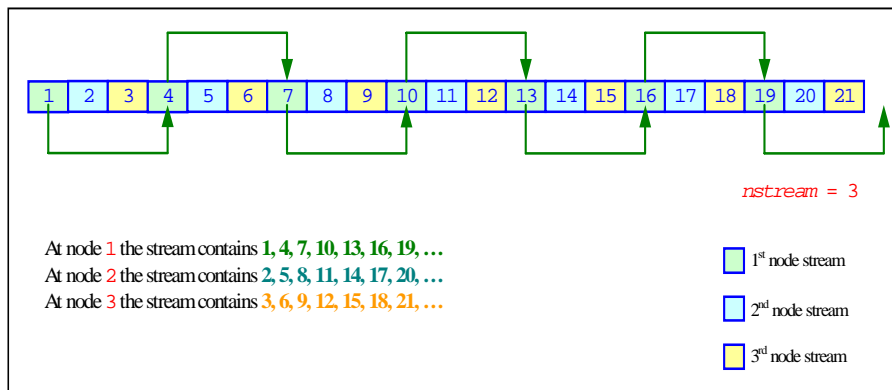 1 2 3 4 5 6 7 8 9 10 11 12 13 14 15 16 17 18 19 20 21
nstream = 3
At node 1 the stream contains 1, 4, 7, 10, 13, 16, 19, …
At node 2 the stream contains 2, 5, 8, 11, 14, 17, 20, …
At node 3 the stream contains 3, 6, 9, 12, 15, 18, 21, …
1st node stream
2nd node stream
3rd node stream